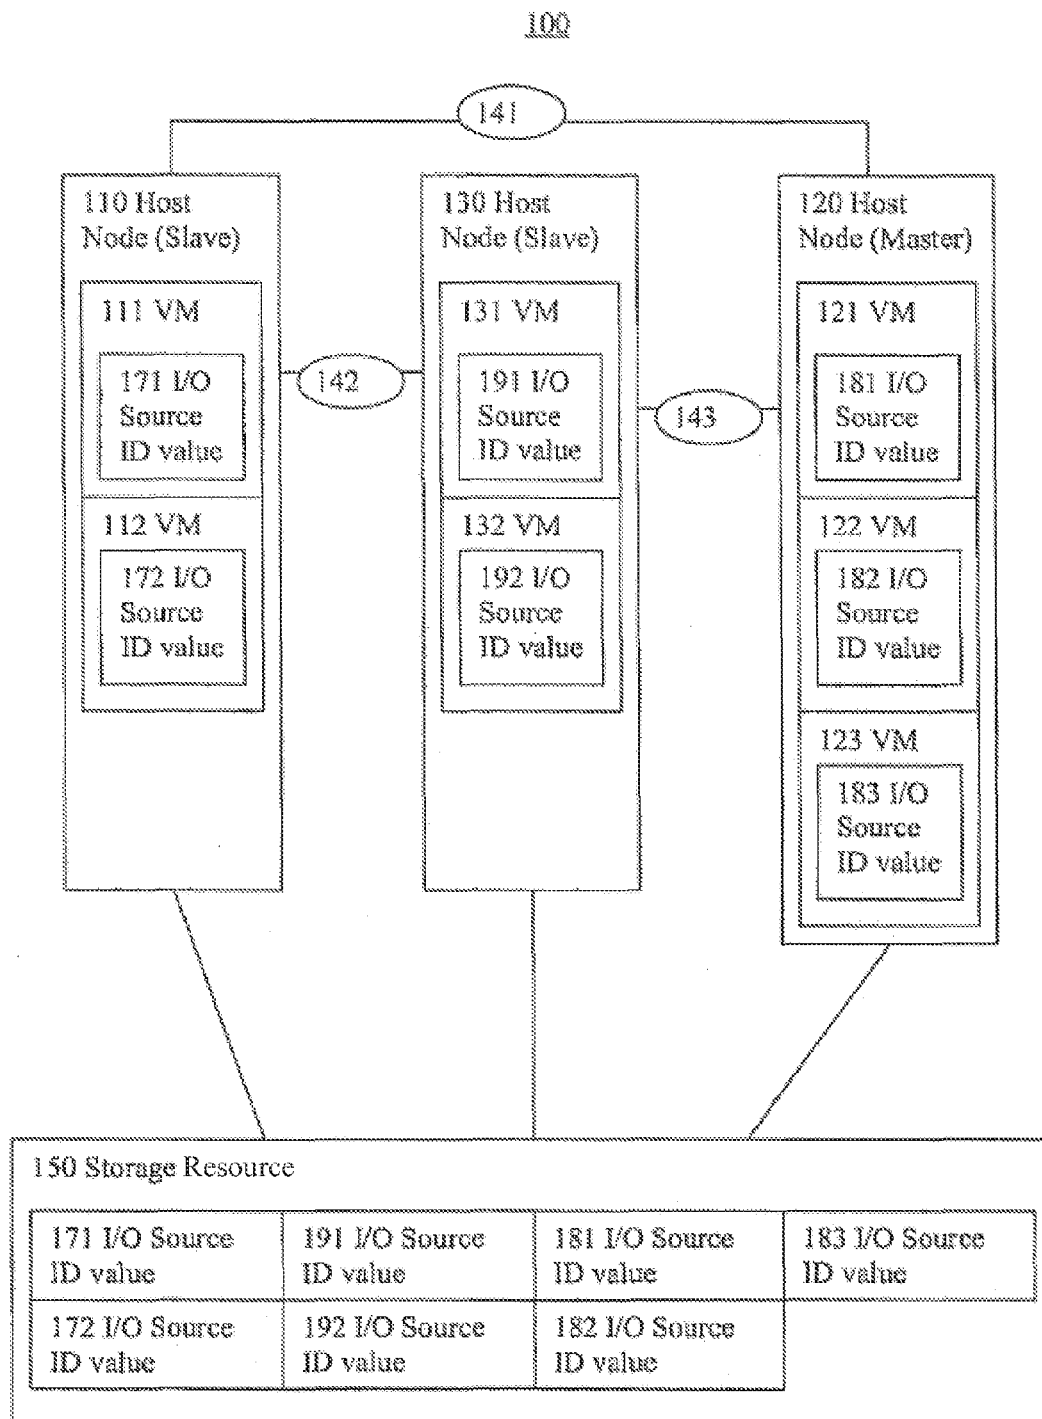 100
141
110 Host
Node (Slave)
130 Host
Node (Slave)
120 Host
Node (Master)
111 VM
171 I/O
Source
ID value
112 VM
172 I/O
Source
ID value
142
131 VM
191 I/O
Source
ID value
132 VM
192 I/O
Source
ID value
143
121 VM
181 I/O
Source
ID value
122 VM
182 I/O
Source
ID value
123 VM
183 I/O
Source
ID value
150 Storage Resource
171 I/O Source
ID value
191 I/O Source
ID value
181 I/O Source
ID value
183 I/O Source
ID value
172 I/O Source
ID value
192 I/O Source
ID value
182 I/O Source
ID value